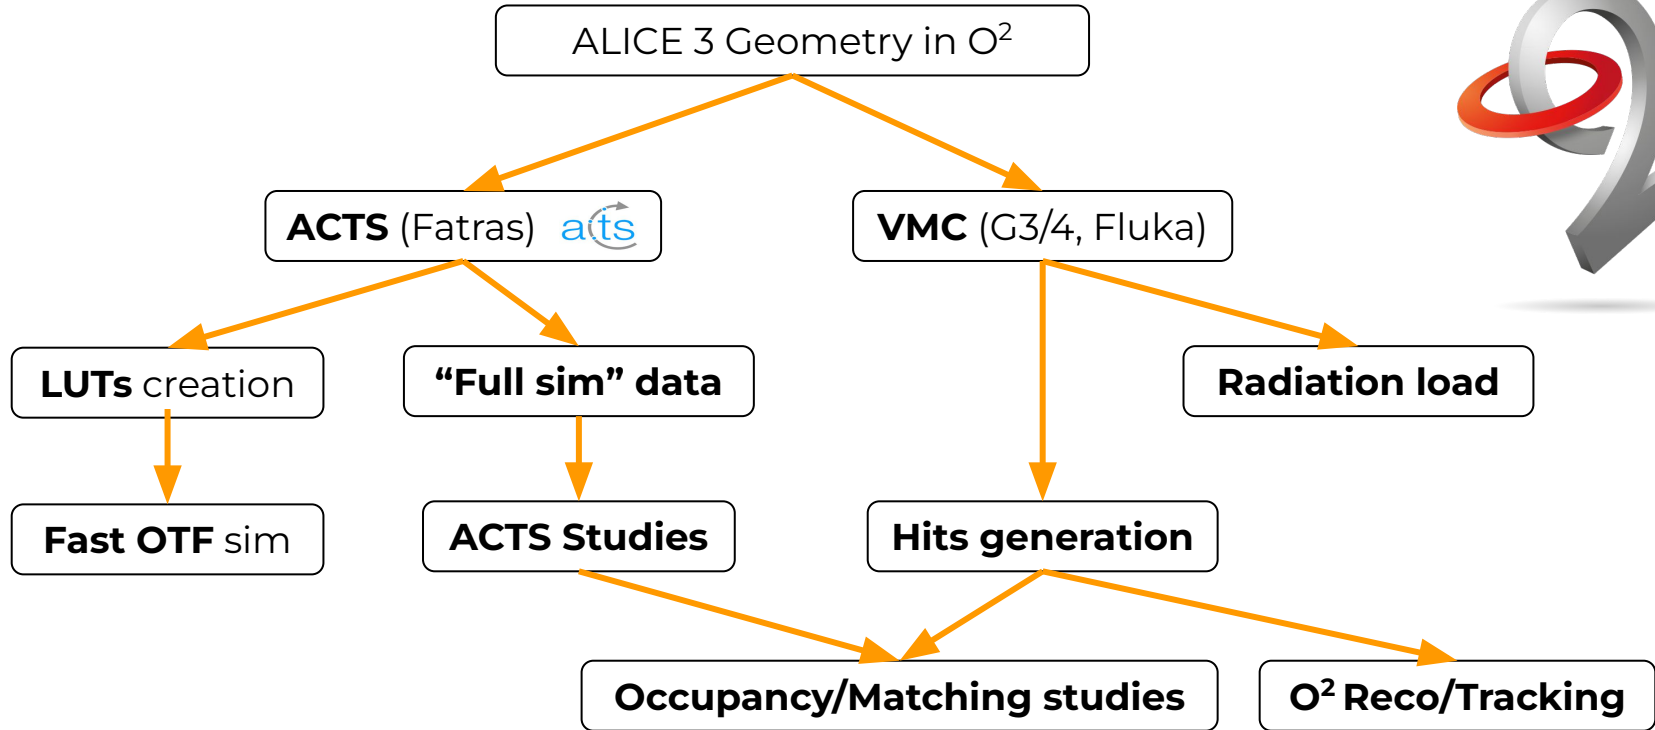 ALICE 3 Geometry in O²
ACTS (Fatras) acts
VMC (G3/4, Fluka)
LUTs creation
“Full sim” data
Radiation load
Fast OTF sim
ACTS Studies
Hits generation
Occupancy/Matching studies
O² Reco/Tracking